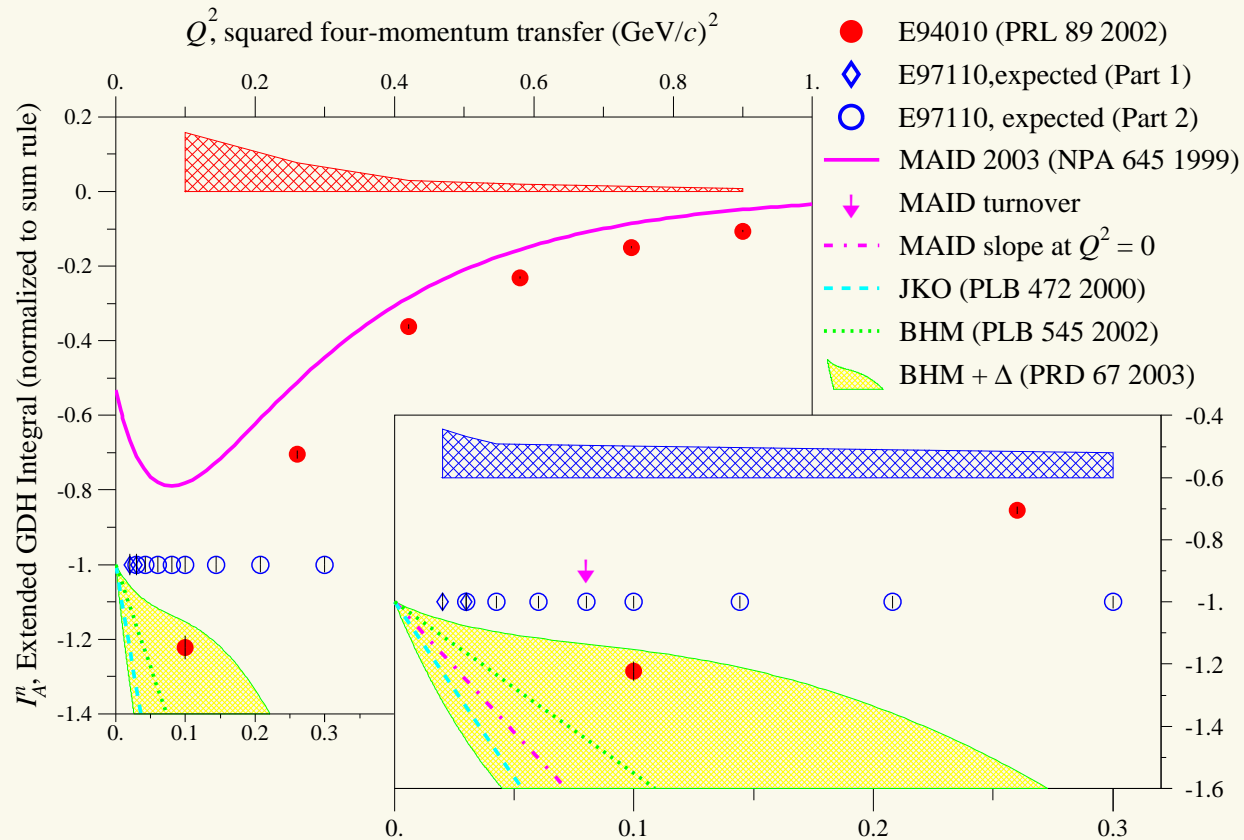 Q², squared four-momentum transfer (GeV/c)²
0. 0.2 0.4 0.6 0.8 1.
E94010 (PRL 89 2002)
E97110,expected (Part 1)
E97110, expected (Part 2)
MAID 2003 (NPA 645 1999)
MAID turnover
MAID slope at Q² = 0
JKO (PLB 472 2000)
BHM (PLB 545 2002)
BHM + Δ (PRD 67 2003)
I_A^n, Extended GDH Integral (normalized to sum rule)
0.2
0.
-0.2
-0.4
-0.6
-0.8
-1.
-1.2
-1.4
0. 0.1 0.2 0.3
-0.4
-0.6
-0.8
-1.
-1.2
-1.4
-1.6
0. 0.1 0.2 0.3